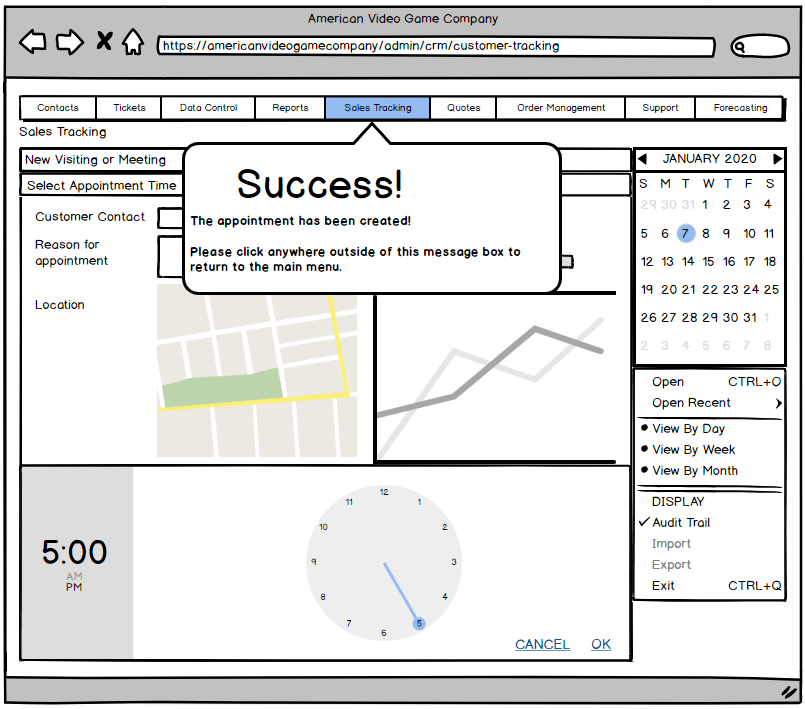 American Video Game Company
https://americanvideogamecompany/admin/crm/customer-tracking
Contacts Tickets Data Control Reports Sales Tracking Quotes Order Management Support Forecasting
Sales Tracking
New Visiting or Meeting
Select Appointment Time
Customer Contact
Reason for
appointment
Location
Success!
The appointment has been created!
Please click anywhere outside of this message box to
return to the main menu.
JANUARY 2020
S M T W T F S
29 30 31 1 2 3 4
5 6 7 8 9 10 11
12 13 14 15 16 17 18
19 20 21 22 23 24 25
26 27 28 29 30 31 1
2 3 4 5 6 7 8
Open CTRL+O
Open Recent
View By Day
View By Week
View By Month
DISPLAY
Audit Trail
Import
Export
Exit CTRL+Q
5:00
AM
PM
12
1
2
3
4
5
6
7
8
9
10
11
CANCEL OK